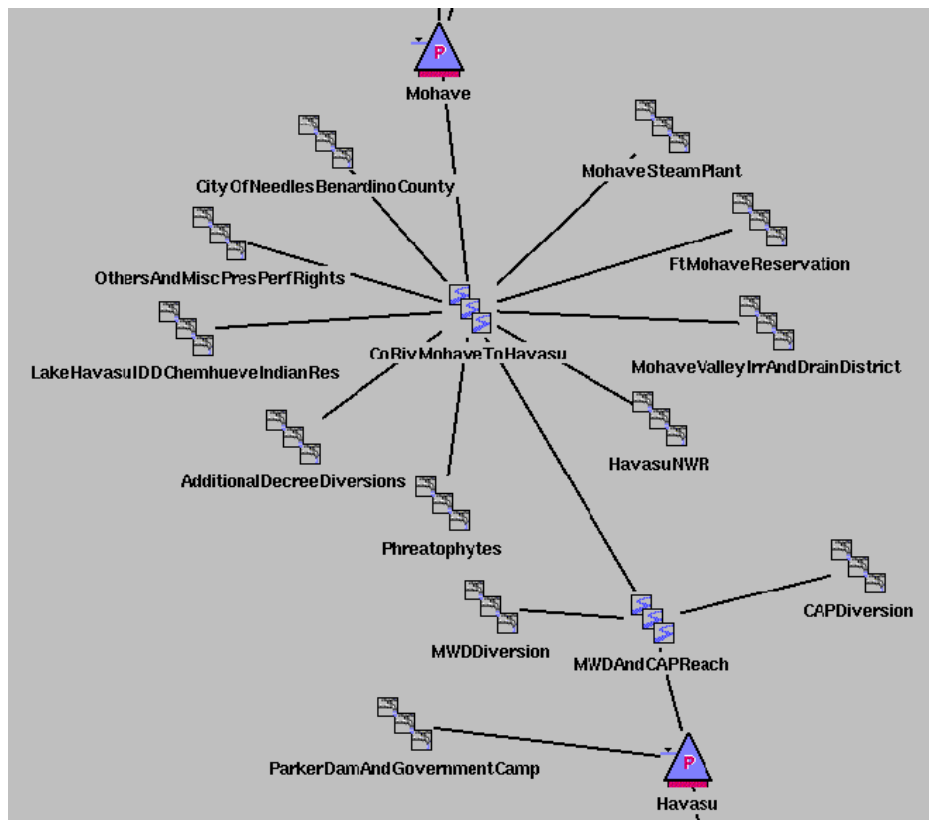 P
Mohave
MohaveSteamPlant
CityOfNeedlesBenardinoCounty
FtMohaveReservation
OthersAndMiscPresPerfRights
CoRivMohaveToHavasu
MohaveValleyIrrAndDrainDistrict
LakeHavasuIDDChemhueveIndianRes
HavasuNWR
AdditionalDecreeDiversions
Phreatophytes
CAPDiversion
MWDDiversion
MWDAndCAPReach
ParkerDamAndGovernmentCamp
P
Havasu